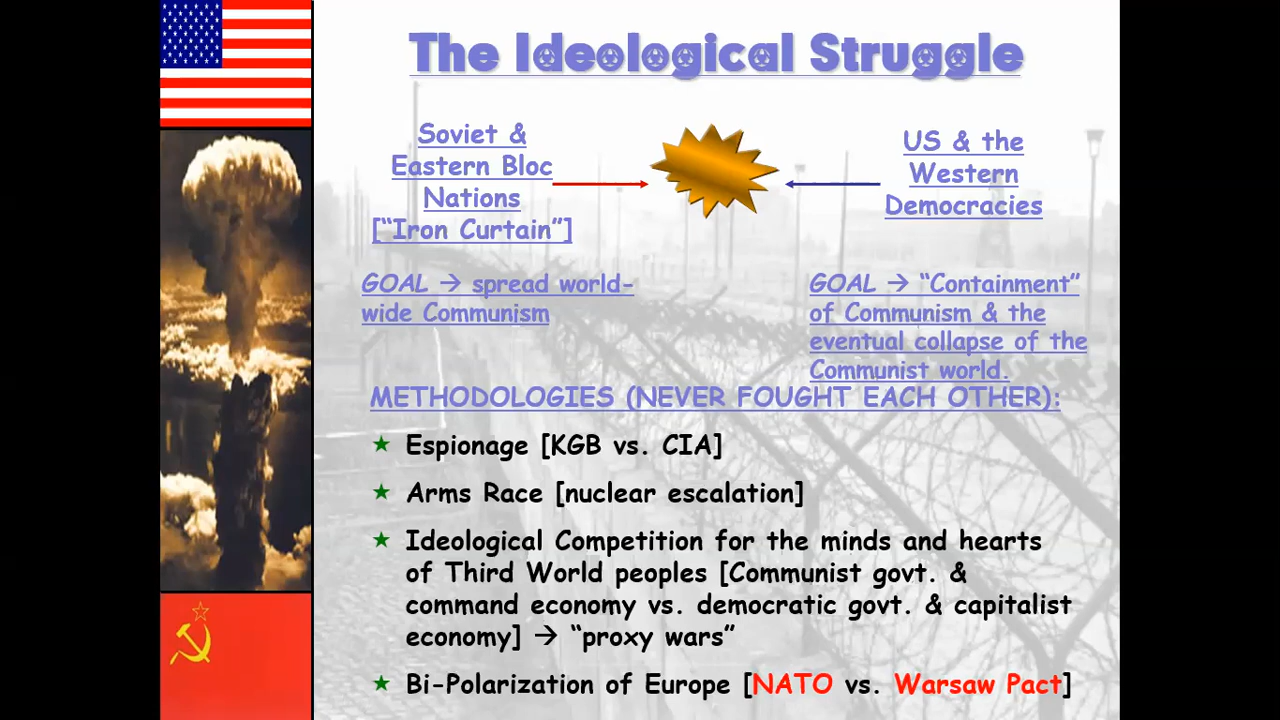 The Ideological Struggle
Soviet &
Eastern Bloc
Nations
[“Iron Curtain”]
US & the
Western
Democracies
GOAL → spread world-
wide Communism
GOAL → “Containment”
of Communism & the
eventual collapse of the
Communist world.
METHODOLOGIES (NEVER FOUGHT EACH OTHER):
★ Espionage [KGB vs. CIA]
★ Arms Race [nuclear escalation]
★ Ideological Competition for the minds and hearts
of Third World peoples [Communist govt. &
command economy vs. democratic govt. & capitalist
economy] → “proxy wars”
★ Bi-Polarization of Europe [NATO vs. Warsaw Pact]